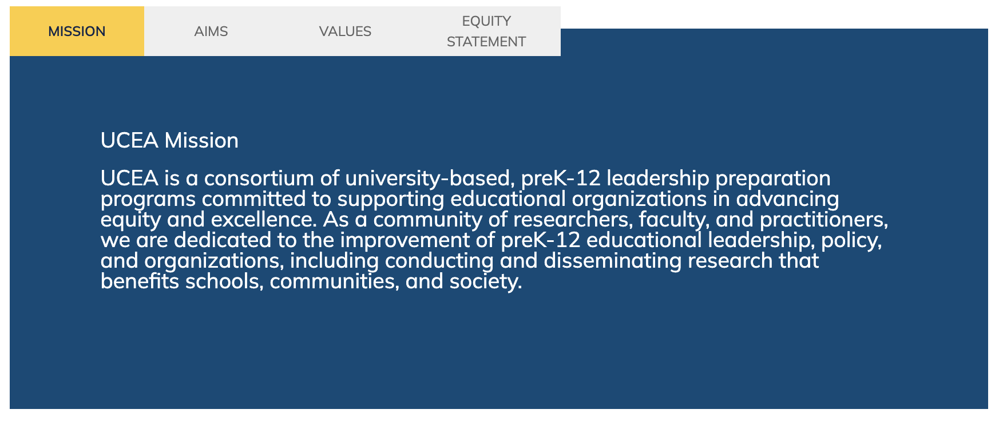 MISSION
AIMS
VALUES
EQUITY
STATEMENT
UCEA Mission
UCEA is a consortium of university-based, preK-12 leadership preparation
programs committed to supporting educational organizations in advancing
equity and excellence. As a community of researchers, faculty, and practitioners,
we are dedicated to the improvement of preK-12 educational leadership, policy,
and organizations, including conducting and disseminating research that
benefits schools, communities, and society.